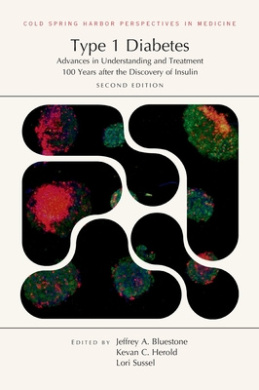 COLD SPRING HARBOR PERSPECTIVES IN MEDICINE
Type 1 Diabetes
Advances in Understanding and Treatment
100 Years after the Discovery of Insulin
SECOND EDITION
EDITED BY Jeffrey A. Bluestone
Kevan C. Herold
Lori Sussel